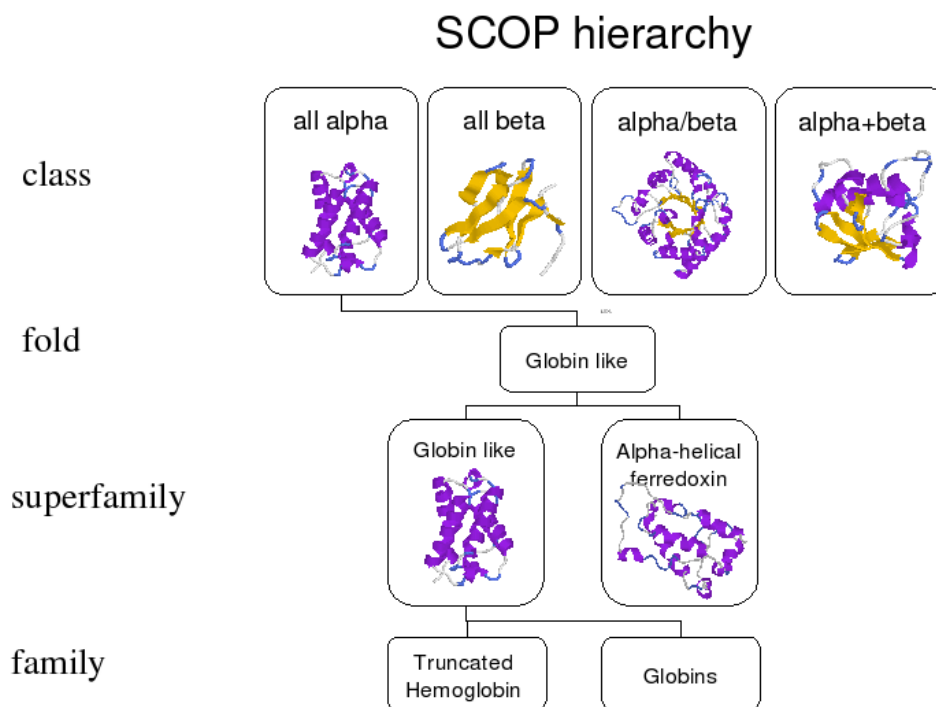 SCOP hierarchy
all alpha
all beta
alpha/beta
alpha+beta
class
fold
Globin like
Globin like
Alpha-helical
ferredoxin
superfamily
family
Truncated
Hemoglobin
Globins